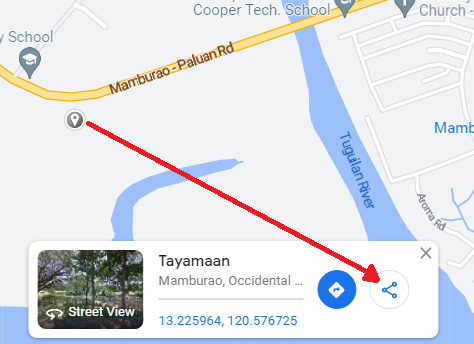 Cooper Tech. School
Church -
y School
Mamburao - Paluan Rd
Mamb
Tuguilan River
Aroma Rd
Tayamaan
Mamburao, Occidental ...
Street View
13.225964, 120.576725